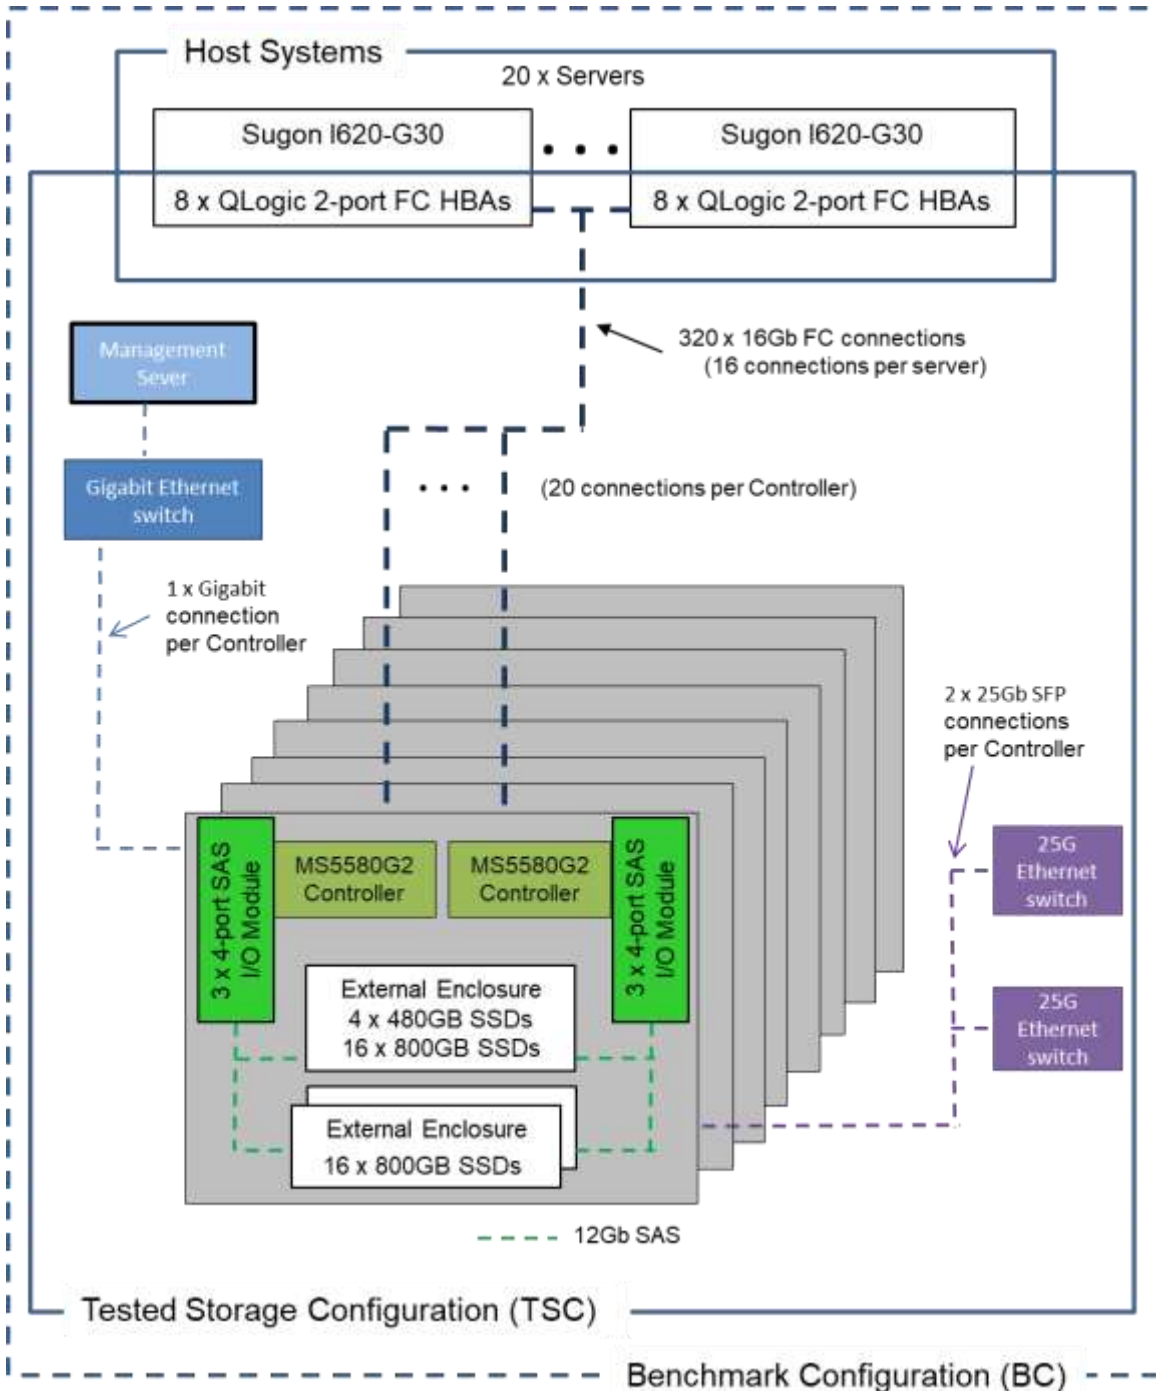 Host Systems
20 x Servers
Sugon I620-G30
8 x QLogic 2-port FC HBAs
Sugon I620-G30
8 x QLogic 2-port FC HBAs
320 x 16Gb FC connections
(16 connections per server)
Management
Sever
Gigabit Ethernet
switch
(20 connections per Controller)
1 x Gigabit
connection
per Controller
2 x 25Gb SFP
connections
per Controller
3 x 4-port SAS
I/O Module
MS5580G2
Controller
MS5580G2
Controller
3 x 4-port SAS
I/O Module
25G
Ethernet
switch
External Enclosure
4 x 480GB SSDs
16 x 800GB SSDs
25G
Ethernet
switch
External Enclosure
16 x 800GB SSDs
12Gb SAS
Tested Storage Configuration (TSC)
Benchmark Configuration (BC)